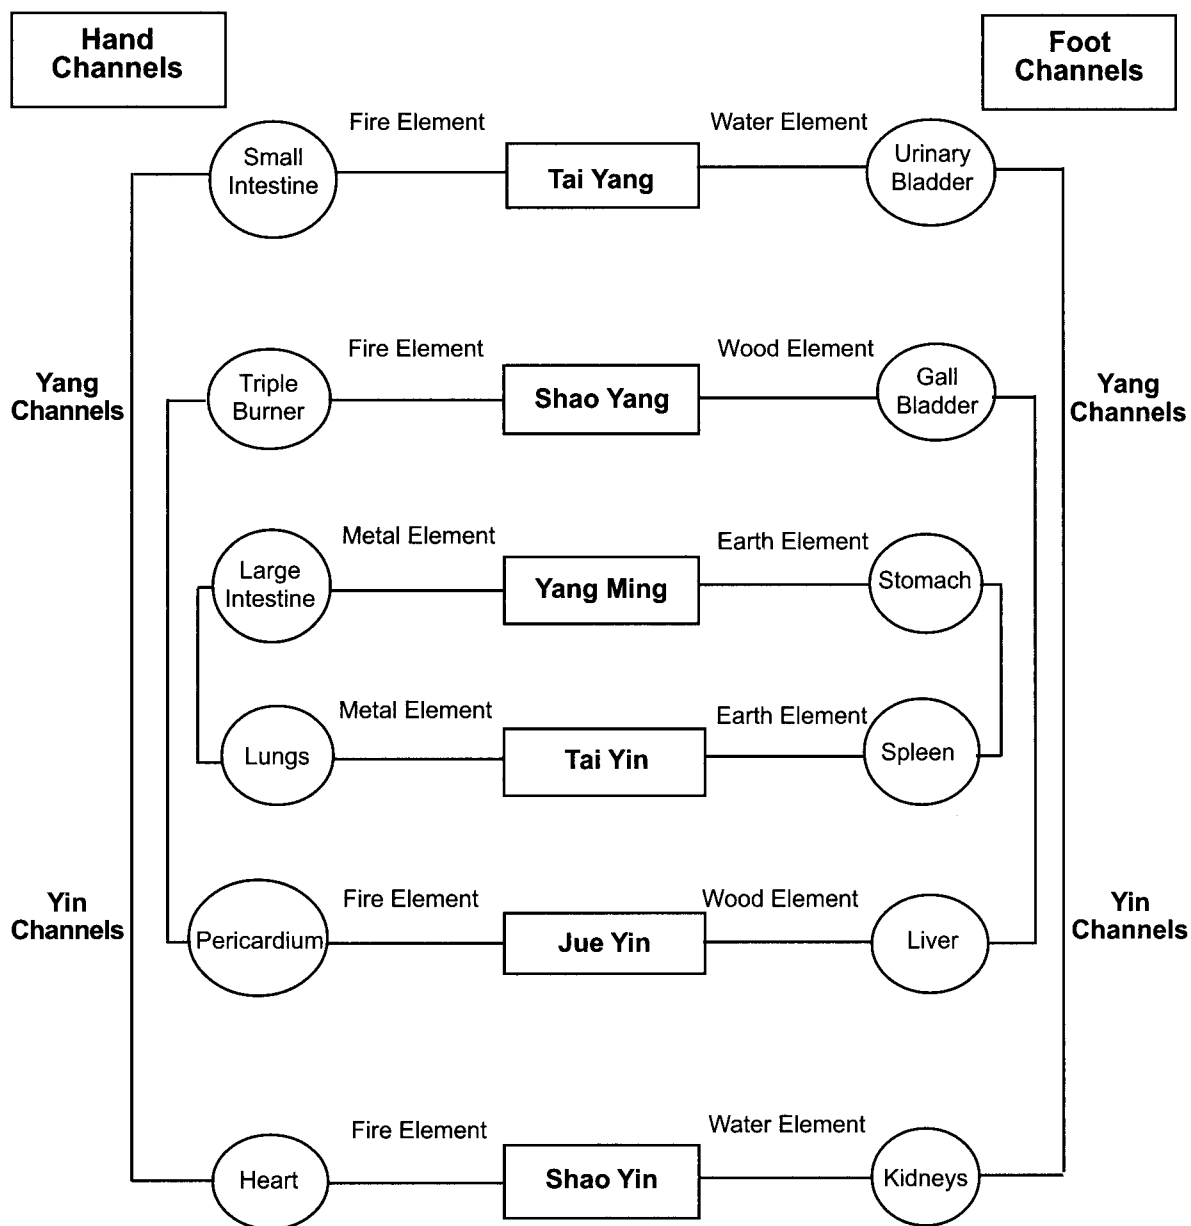 Hand
Channels
Foot
Channels
Fire Element
Water Element
Small
Intestine
Tai Yang
Urinary
Bladder
Fire Element
Wood Element
Yang
Channels
Triple
Burner
Shao Yang
Gall
Bladder
Yang
Channels
Metal Element
Earth Element
Large
Intestine
Yang Ming
Stomach
Metal Element
Earth Element
Lungs
Tai Yin
Spleen
Yin
Channels
Fire Element
Wood Element
Yin
Channels
Pericardium
Jue Yin
Liver
Fire Element
Water Element
Heart
Shao Yin
Kidneys